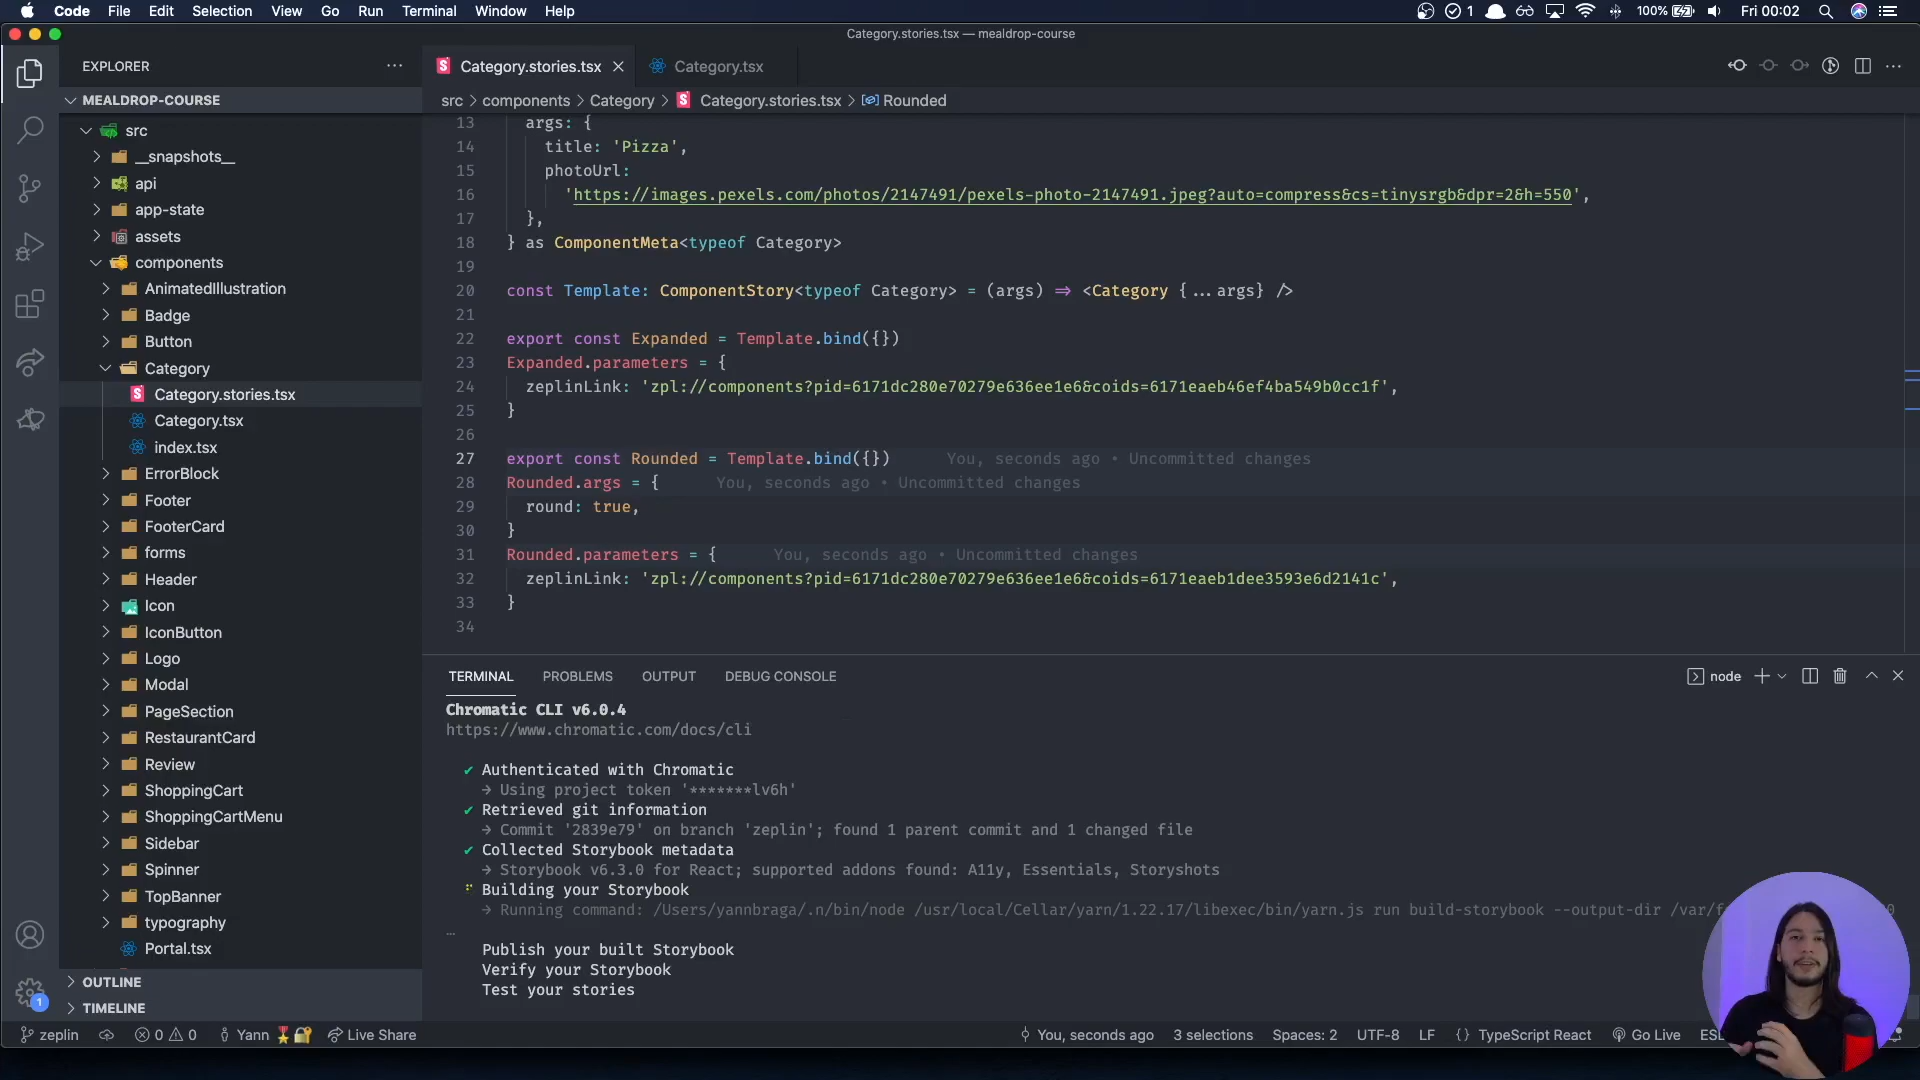 Code File Edit Selection View Go Run Terminal Window Help
1 100% Fri 00:02
Category.stories.tsx — mealdrop-course
EXPLORER
Category.stories.tsx
Category.tsx
MEALDROP-COURSE
src > components > Category > Category.stories.tsx > Rounded
src
__snapshots__
api
app-state
assets
components
AnimatedIllustration
Badge
Button
Category
Category.stories.tsx
Category.tsx
index.tsx
ErrorBlock
Footer
FooterCard
forms
Header
Icon
IconButton
Logo
Modal
PageSection
RestaurantCard
Review
ShoppingCart
ShoppingCartMenu
Sidebar
Spinner
TopBanner
typography
Portal.tsx
OUTLINE
TIMELINE
1
13 args: {
14 title: 'Pizza',
15 photoUrl:
16 'https://images.pexels.com/photos/2147491/pexels-photo-2147491.jpeg?auto=compress&cs=tinysrgb&dpr=2&h=550',
17 },
18 } as ComponentMeta<typeof Category>
19
20 const Template: ComponentStory<typeof Category> = (args) => <Category {...args} />
21
22 export const Expanded = Template.bind({})
23 Expanded.parameters = {
24 zeplinLink: 'zpl://components?pid=6171dc280e70279e636ee1e6&coids=6171eaeb46ef4ba549b0cc1f',
25 }
26
27 export const Rounded = Template.bind({}) You, seconds ago • Uncommitted changes
28 Rounded.args = { You, seconds ago • Uncommitted changes
29 round: true,
30 }
31 Rounded.parameters = { You, seconds ago • Uncommitted changes
32 zeplinLink: 'zpl://components?pid=6171dc280e70279e636ee1e6&coids=6171eaeb1dee3593e6d2141c',
33 }
34
TERMINAL PROBLEMS OUTPUT DEBUG CONSOLE
node
Chromatic CLI v6.0.4
https://www.chromatic.com/docs/cli
✔ Authenticated with Chromatic
→ Using project token '*******lv6h'
✔ Retrieved git information
→ Commit '2839e79' on branch 'zeplin'; found 1 parent commit and 1 changed file
✔ Collected Storybook metadata
→ Storybook v6.3.0 for React; supported addons found: A11y, Essentials, Storyshots
Building your Storybook
→ Running command: /Users/yannbraga/.n/bin/node /usr/local/Cellar/yarn/1.22.17/libexec/bin/yarn.js run build-storybook --output-dir
…
Publish your built Storybook
Verify your Storybook
Test your stories
zeplin 0 0 Yann Live Share
You, seconds ago 3 selections Spaces: 2 UTF-8 LF {} TypeScript React Go Live